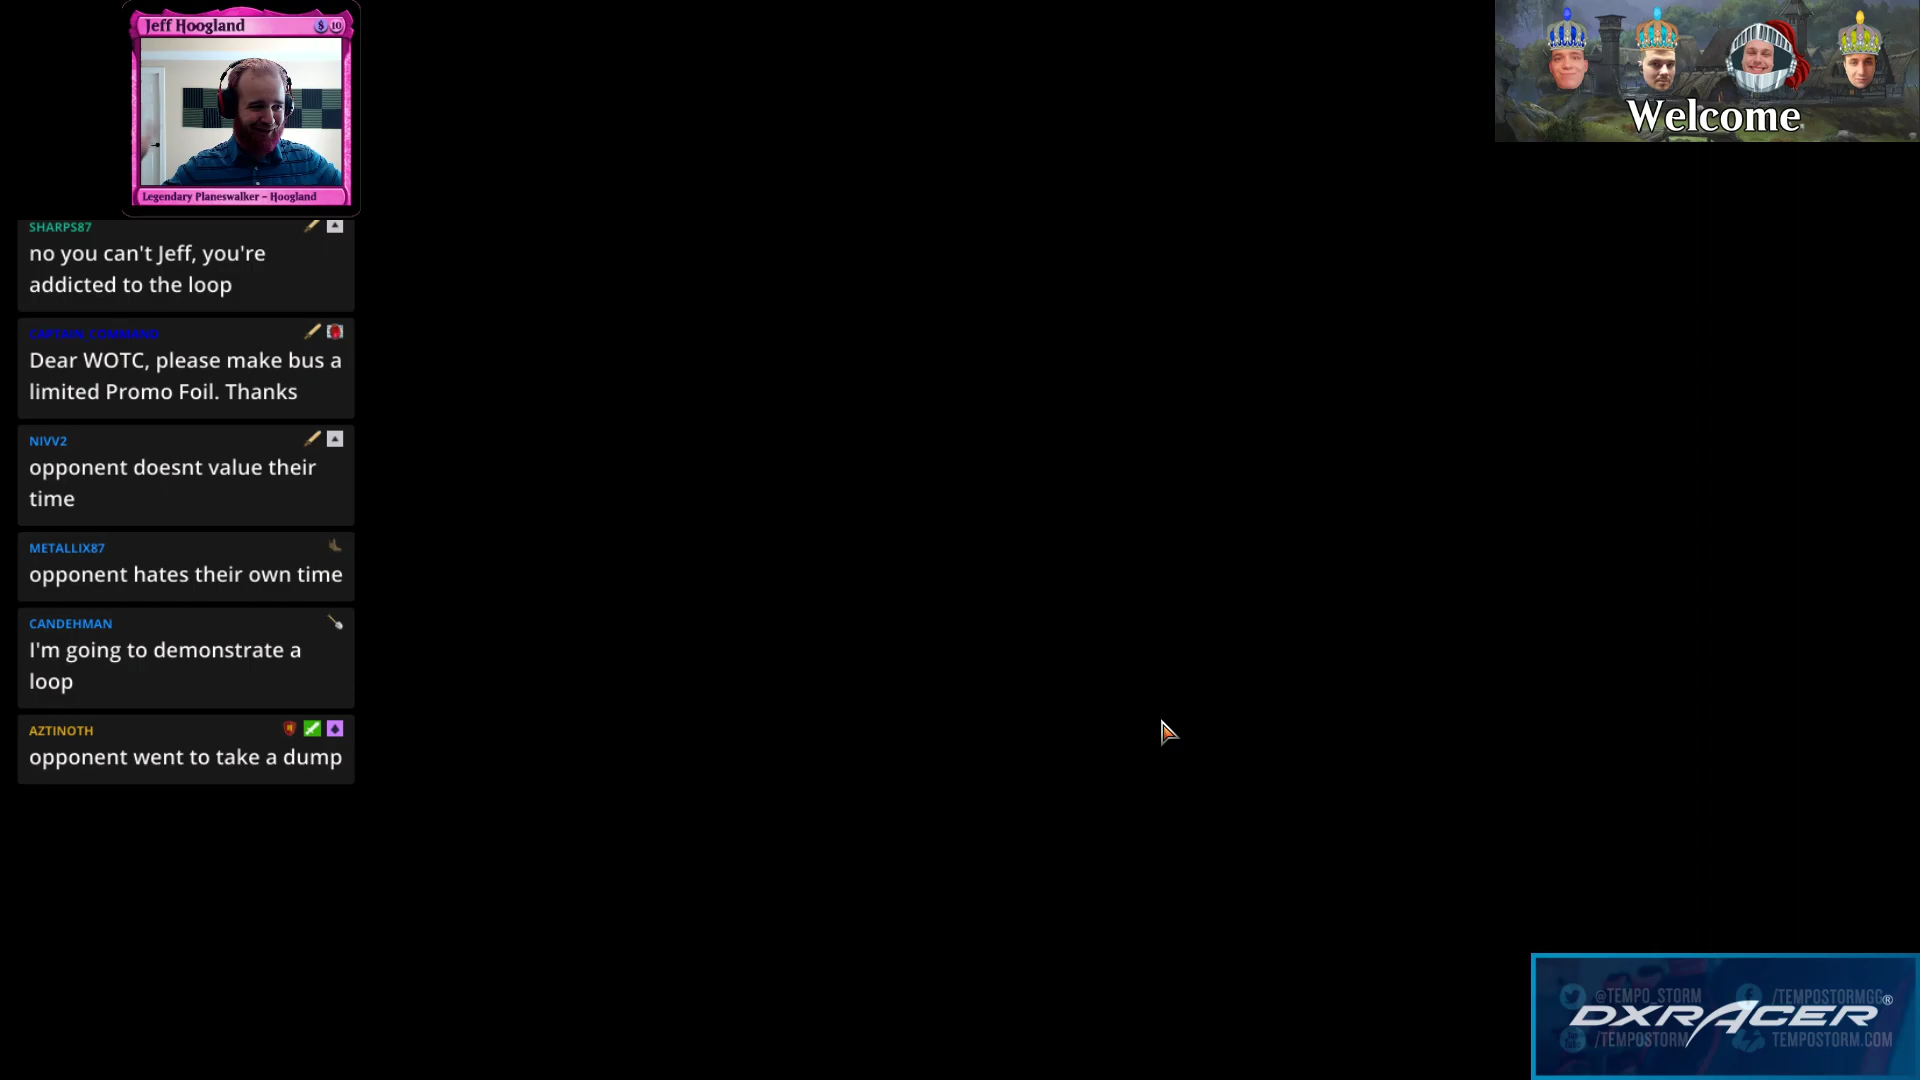 Jeff Hoogland
10
Legendary Planeswalker – Hoogland
Welcome
SHARPS87
no you can't Jeff, you're
addicted to the loop
CAPTAIN_COMMAND
Dear WOTC, please make bus a
limited Promo Foil. Thanks
NIVV2
opponent doesnt value their
time
METALLIX87
opponent hates their own time
CANDEHMAN
I'm going to demonstrate a
loop
AZTINOTH
opponent went to take a dump
@TEMPO_STORM
/TEMPOSTORMGG
DXRACER®
/TEMPOSTORM
TEMPOSTORM.COM